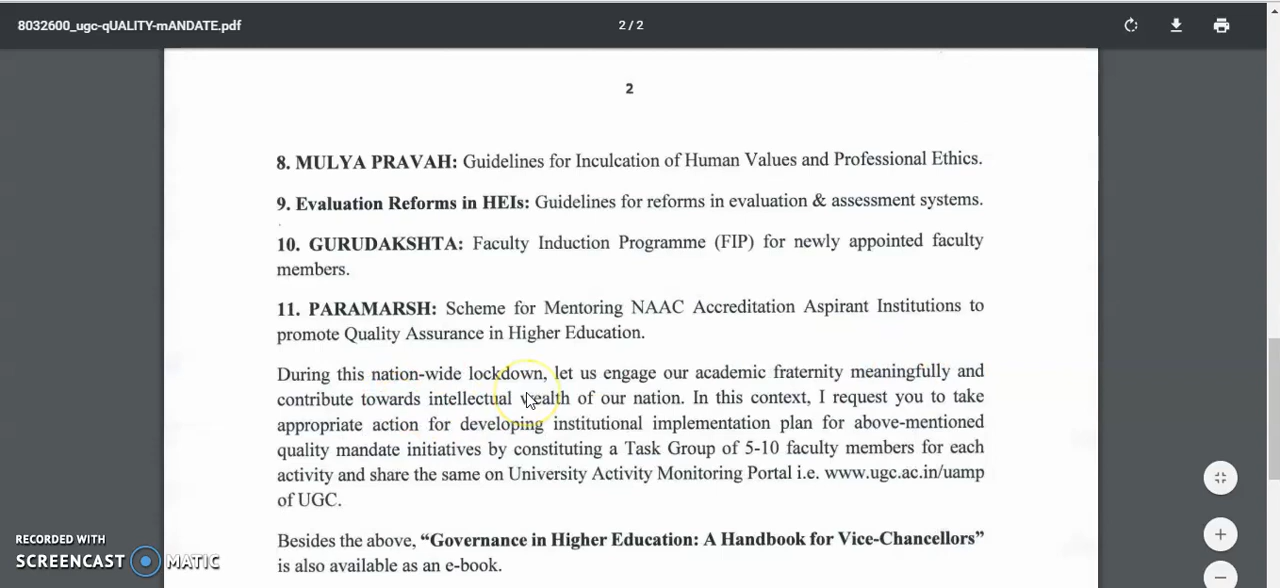 8032600_ugc-qUALITY-mANDATE.pdf
2 / 2
2
8. MULYA PRAVAH: Guidelines for Inculcation of Human Values and Professional Ethics.
9. Evaluation Reforms in HEIs: Guidelines for reforms in evaluation & assessment systems.
10. GURUDAKSHTA: Faculty Induction Programme (FIP) for newly appointed faculty
members.
11. PARAMARSH: Scheme for Mentoring NAAC Accreditation Aspirant Institutions to
promote Quality Assurance in Higher Education.
During this nation-wide lockdown, let us engage our academic fraternity meaningfully and
contribute towards intellectual wealth of our nation. In this context, I request you to take
appropriate action for developing institutional implementation plan for above-mentioned
quality mandate initiatives by constituting a Task Group of 5-10 faculty members for each
activity and share the same on University Activity Monitoring Portal i.e. www.ugc.ac.in/uamp
of UGC.
Besides the above, “Governance in Higher Education: A Handbook for Vice-Chancellors”
is also available as an e-book.
RECORDED WITH
SCREENCAST MATIC